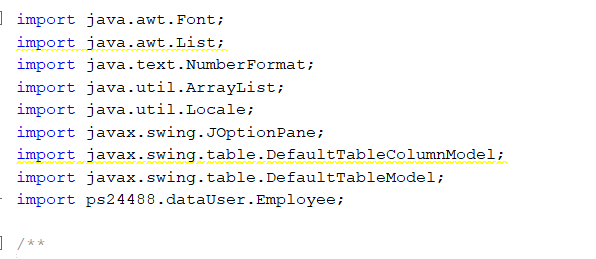 import java.awt.Font;
import java.awt.List;
import java.text.NumberFormat;
import java.util.ArrayList;
import java.util.Locale;
import javax.swing.JOptionPane;
import javax.swing.table.DefaultTableColumnModel;
import javax.swing.table.DefaultTableModel;
import ps24488.dataUser.Employee;
/**